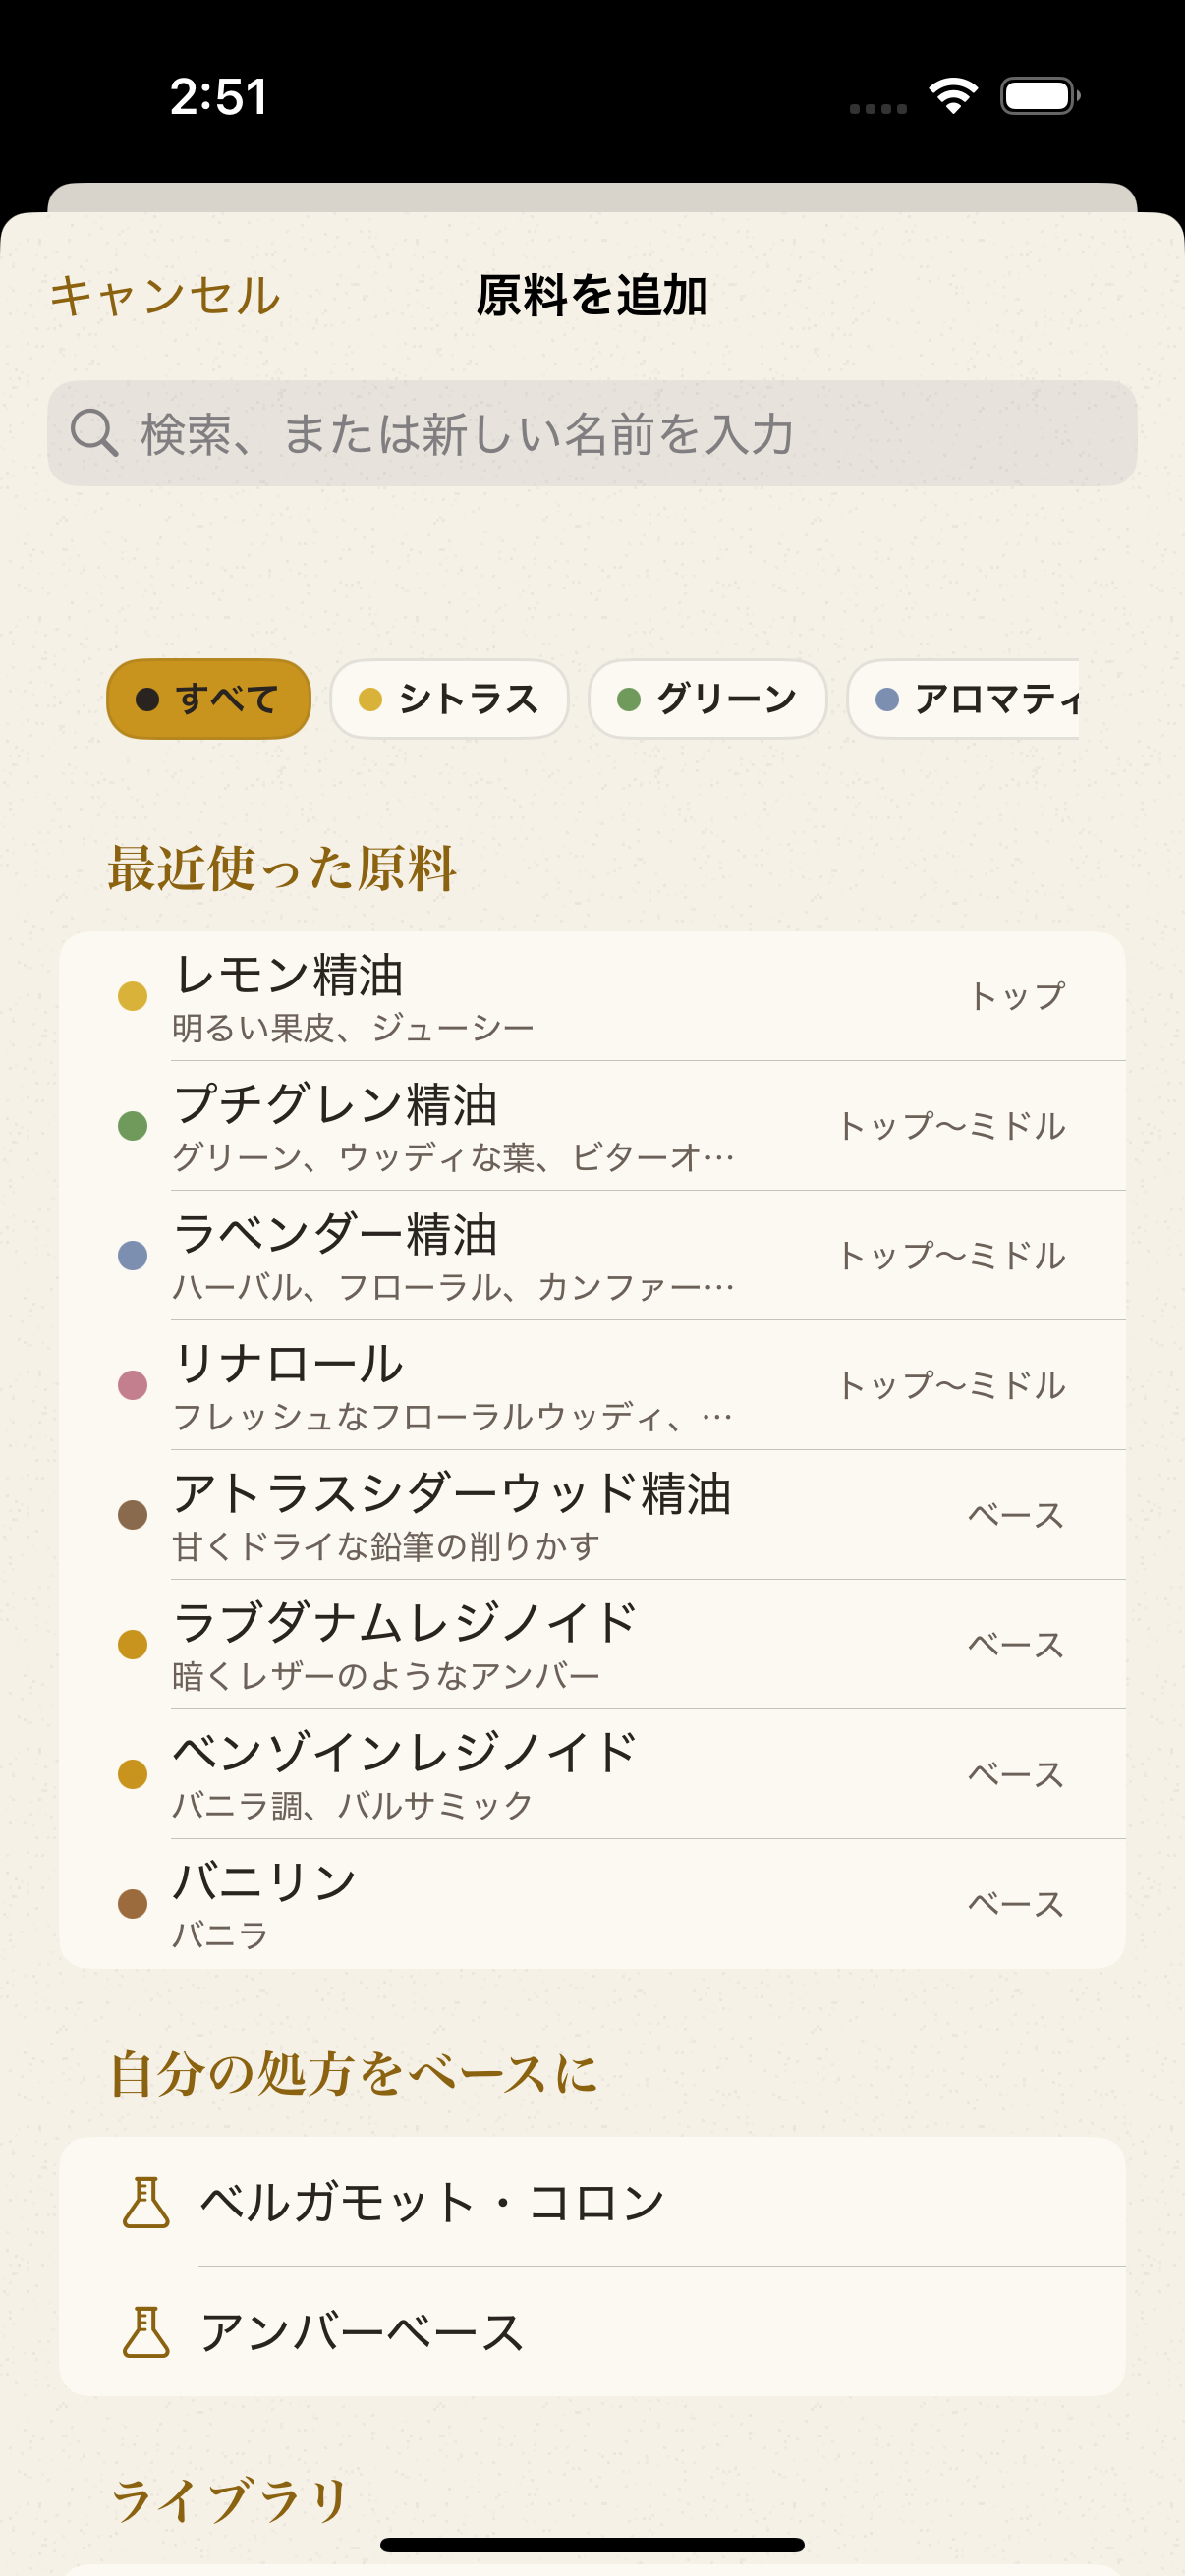 2:51
キャンセル
原料を追加
検索、または新しい名前を入力
すべて
シトラス
グリーン
アロマティ
最近使った原料
レモン精油
明るい果皮、ジューシー
トップ
プチグレン精油
グリーン、ウッディな葉、ビターオ…
トップ〜ミドル
ラベンダー精油
ハーバル、フローラル、カンファー…
トップ〜ミドル
リナロール
フレッシュなフローラルウッディ、…
トップ〜ミドル
アトラスシダーウッド精油
甘くドライな鉛筆の削りかす
ベース
ラブダナムレジノイド
暗くレザーのようなアンバー
ベース
ベンゾインレジノイド
バニラ調、バルサミック
ベース
バニリン
バニラ
ベース
自分の処方をベースに
ベルガモット・コロン
アンバーベース
ライブラリ